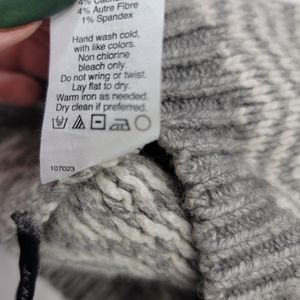 4% Autre Fibre
1% Spandex
Hand wash cold,
with like colors.
Non chlorine
bleach only.
Do not wring or twist.
Lay flat to dry.
Warm iron as needed.
Dry clean if preferred.
107023